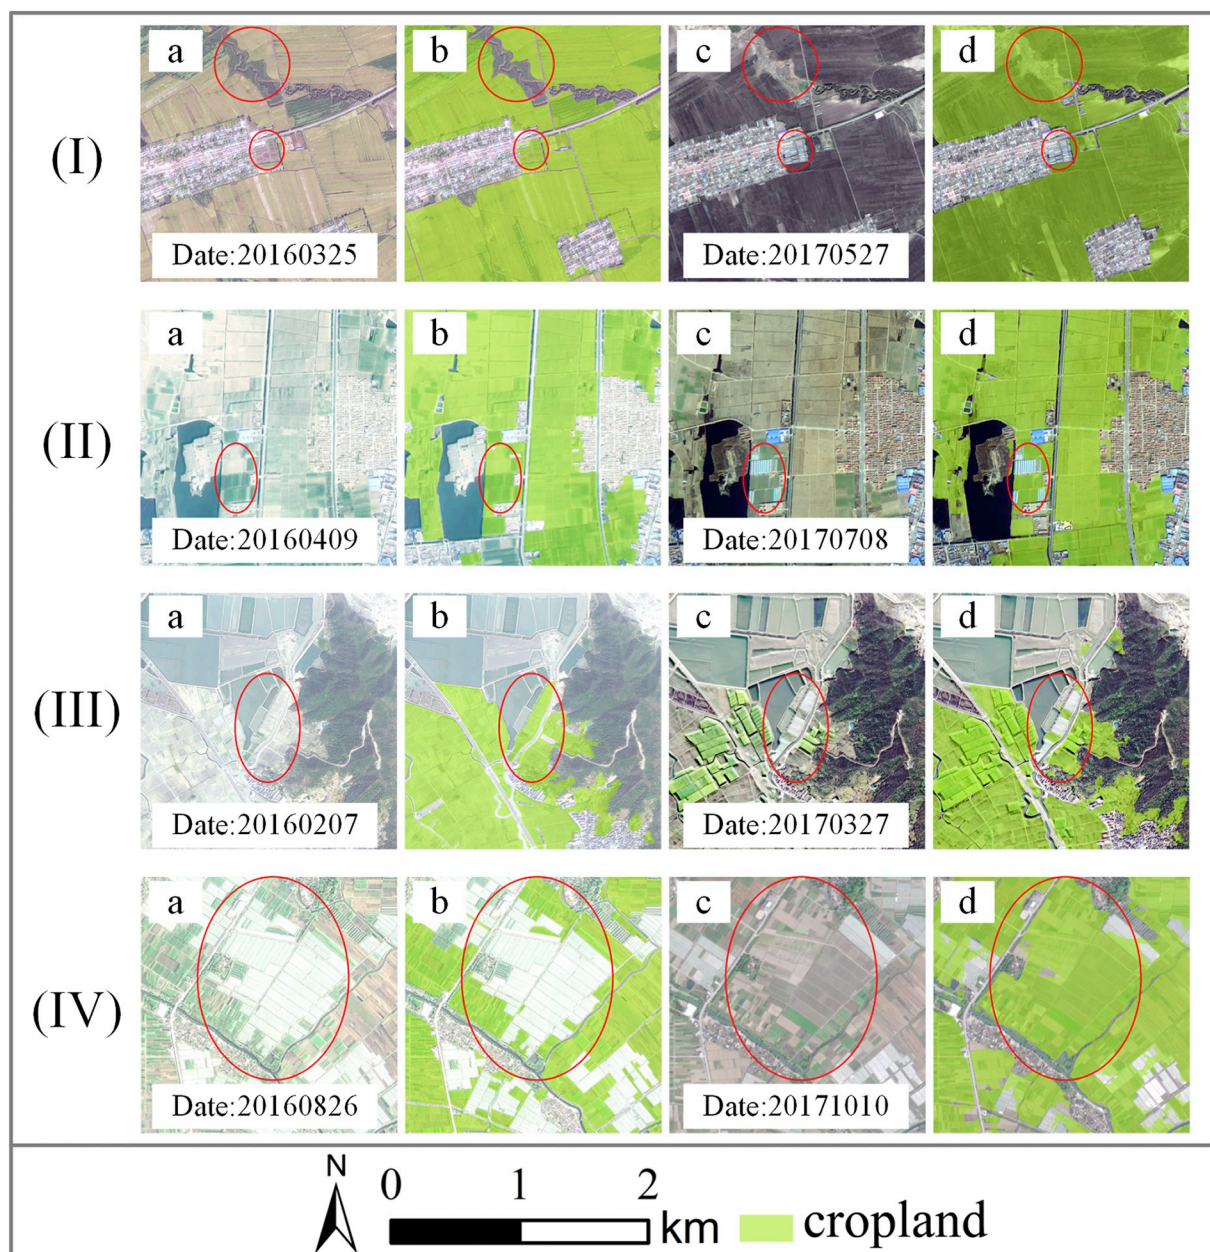 a b c d
(I)
Date:20160325 Date:20170527
a b c d
(II)
Date:20160409 Date:20170708
a b c d
(III)
Date:20160207 Date:20170327
a b c d
(IV)
Date:20160826 Date:20171010
N
0 1 2
km cropland